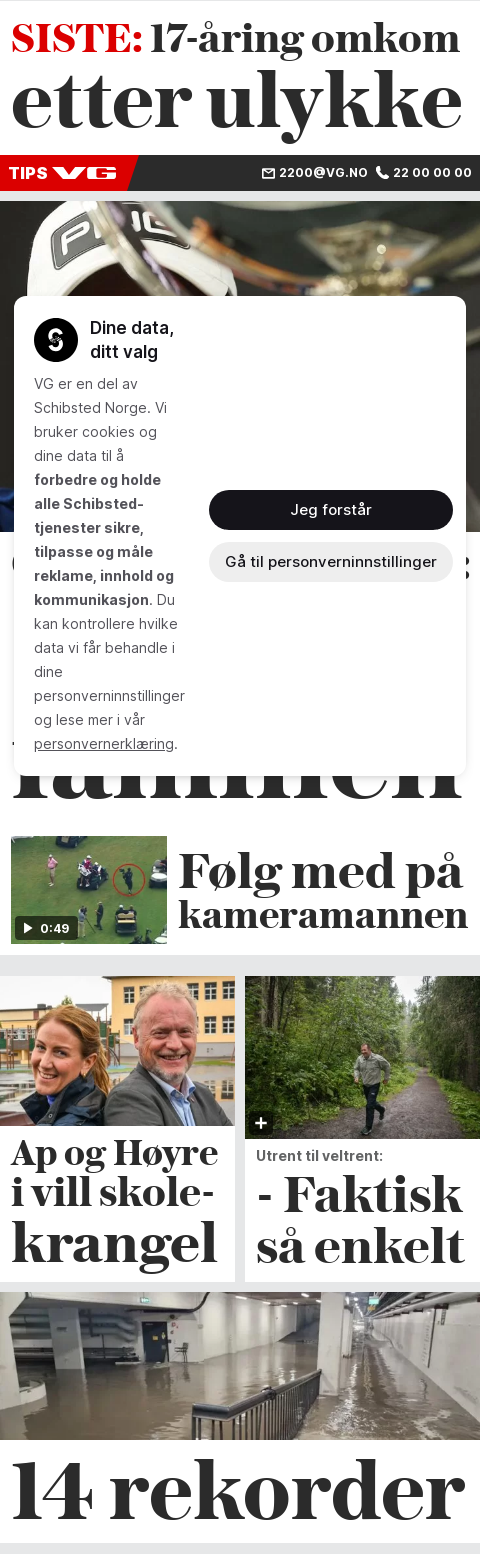 SISTE: 17-åring omkom
etter ulykke
TIPS VG
2200@VG.NO 22 00 00 00
PING
Dine data,
ditt valg
VG er en del av
Schibsted Norge. Vi
bruker cookies og
dine data til å
forbedre og holde
alle Schibsted-
tjenester sikre,
tilpasse og måle
reklame, innhold og
kommunikasjon. Du
kan kontrollere hvilke
data vi får behandle i
dine
personverninnstillinger
og lese mer i vår
personvernerklæring.
Jeg forstår
Gå til personverninnstillinger
0:49
Følg med på
kameramannen
Ap og Høyre
i vill skole-
krangel
Utrent til veltrent:
- Faktisk
så enkelt
14 rekorder